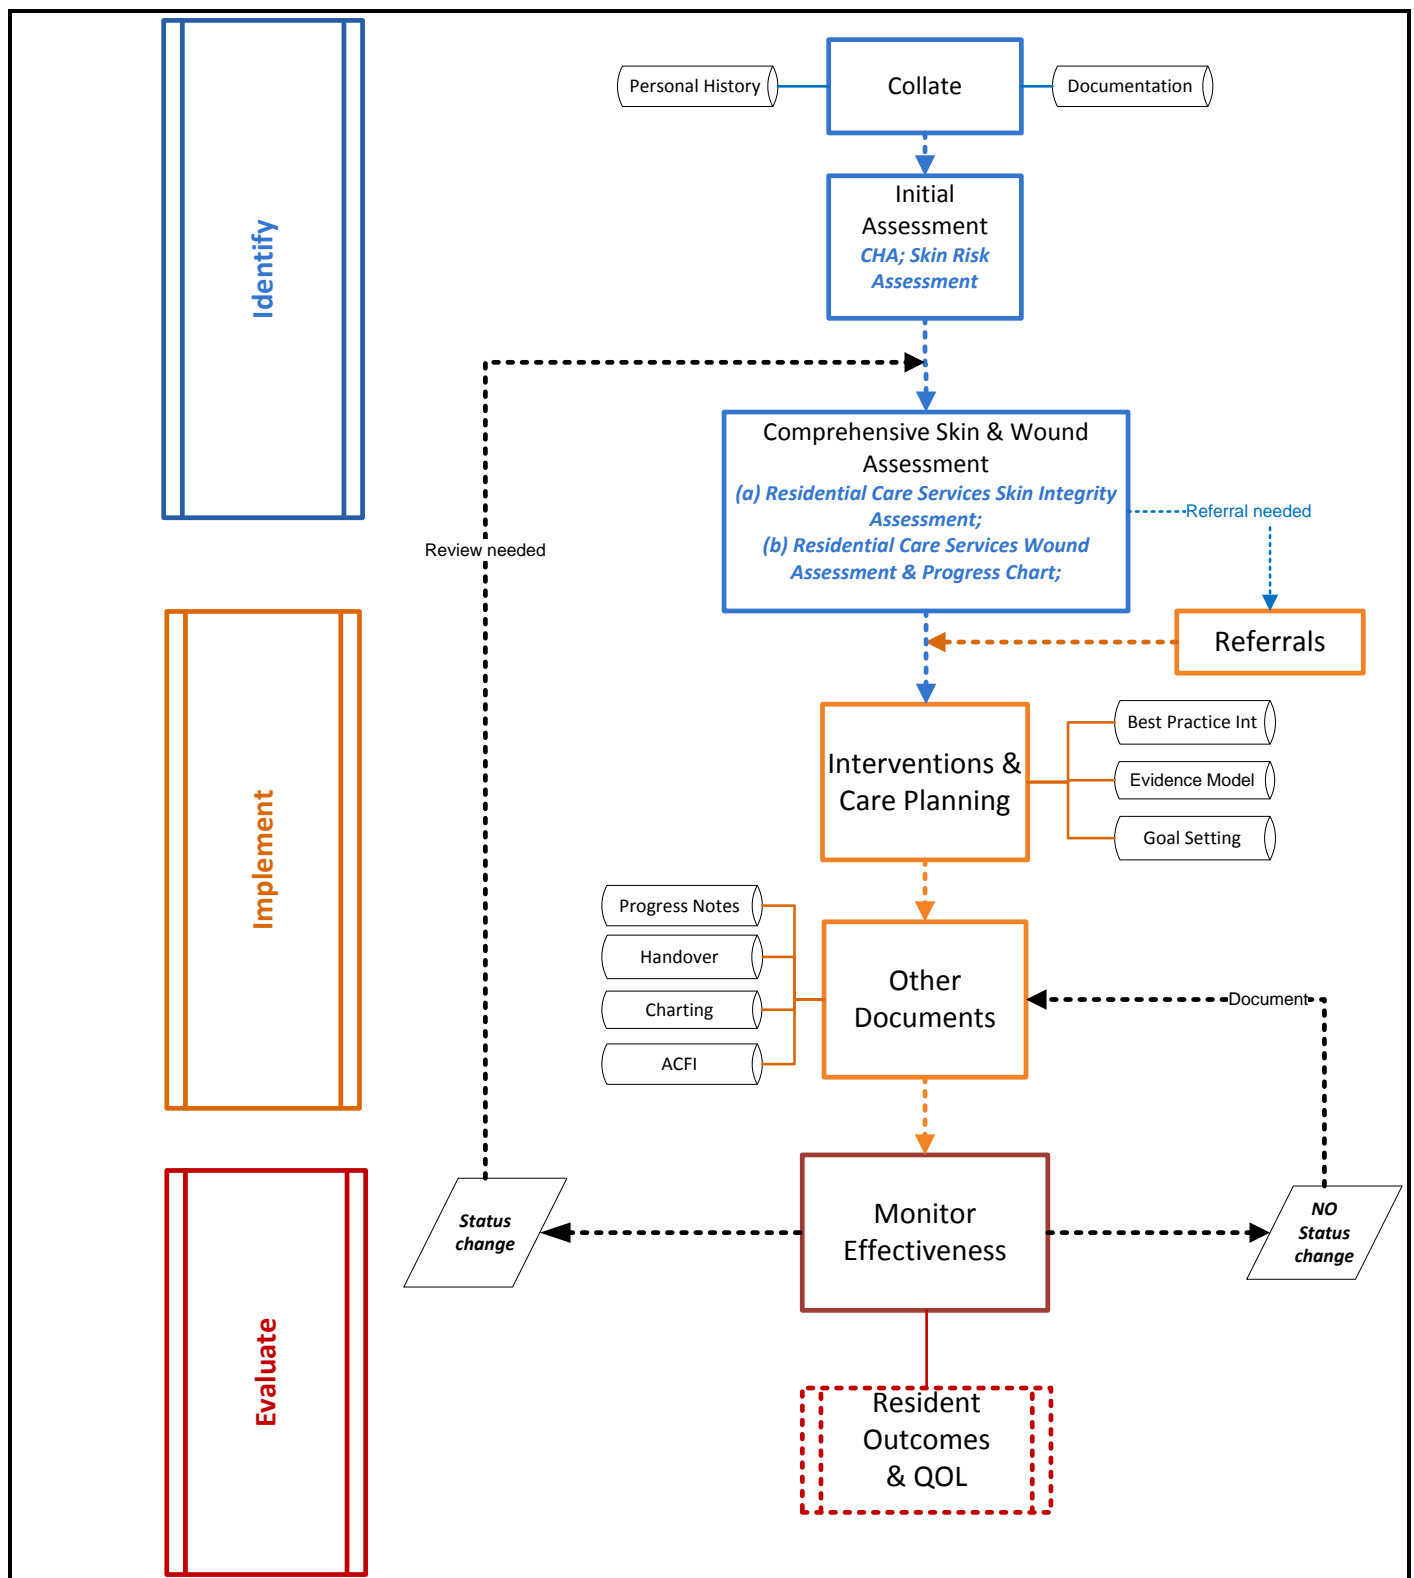 Personal History
Collate
Documentation
Initial
Assessment
CHA; Skin Risk
Assessment
Identify
Comprehensive Skin & Wound
Assessment
(a) Residential Care Services Skin Integrity
Assessment;
(b) Residential Care Services Wound
Assessment & Progress Chart;
Referral needed
Review needed
Referrals
Implement
Interventions &
Care Planning
Best Practice Int
Evidence Model
Goal Setting
Progress Notes
Handover
Charting
ACFI
Other
Documents
Document
Evaluate
Status
change
Monitor
Effectiveness
NO
Status
change
Resident
Outcomes
& QOL